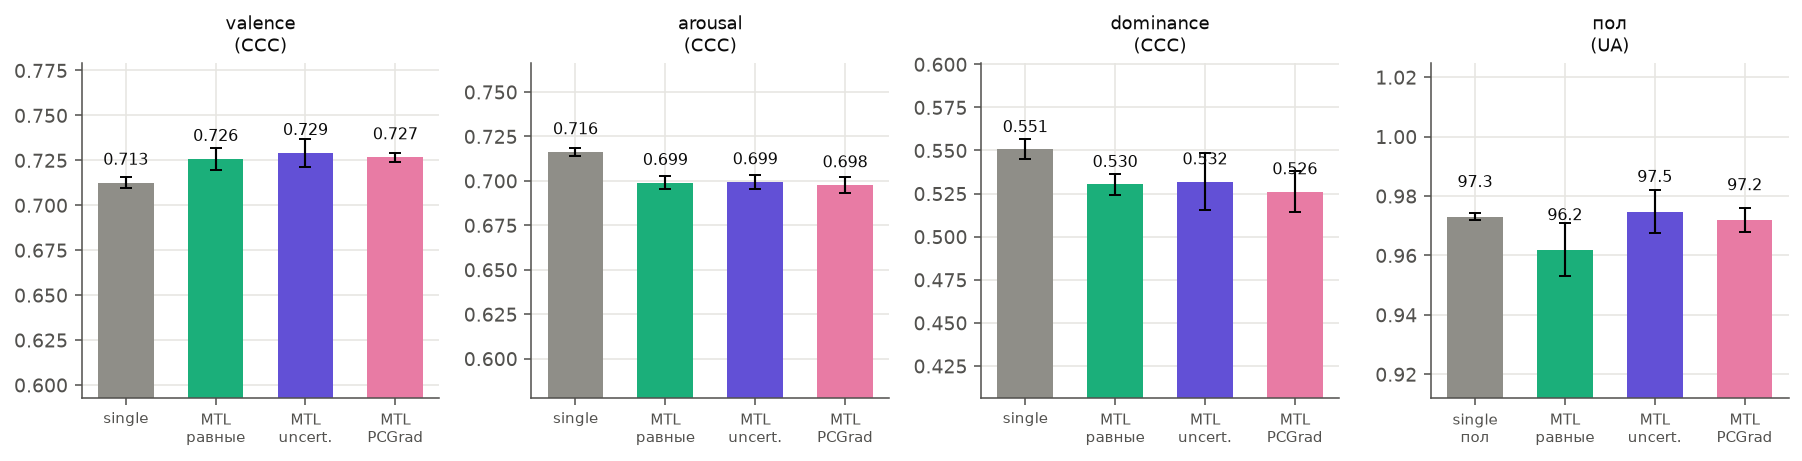 valence
(CCC)
0.775
0.750
0.725
0.700
0.675
0.650
0.625
0.600
0.713
0.726
0.729
0.727
single
MTL
равные
MTL
uncert.
MTL
PCGrad
arousal
(CCC)
0.750
0.725
0.700
0.675
0.650
0.625
0.600
0.716
0.699
0.699
0.698
single
MTL
равные
MTL
uncert.
MTL
PCGrad
dominance
(CCC)
0.600
0.575
0.550
0.525
0.500
0.475
0.450
0.425
0.551
0.530
0.532
0.526
single
MTL
равные
MTL
uncert.
MTL
PCGrad
пол
(UA)
1.02
1.00
0.98
0.96
0.94
0.92
97.3
96.2
97.5
97.2
single
пол
MTL
равные
MTL
uncert.
MTL
PCGrad